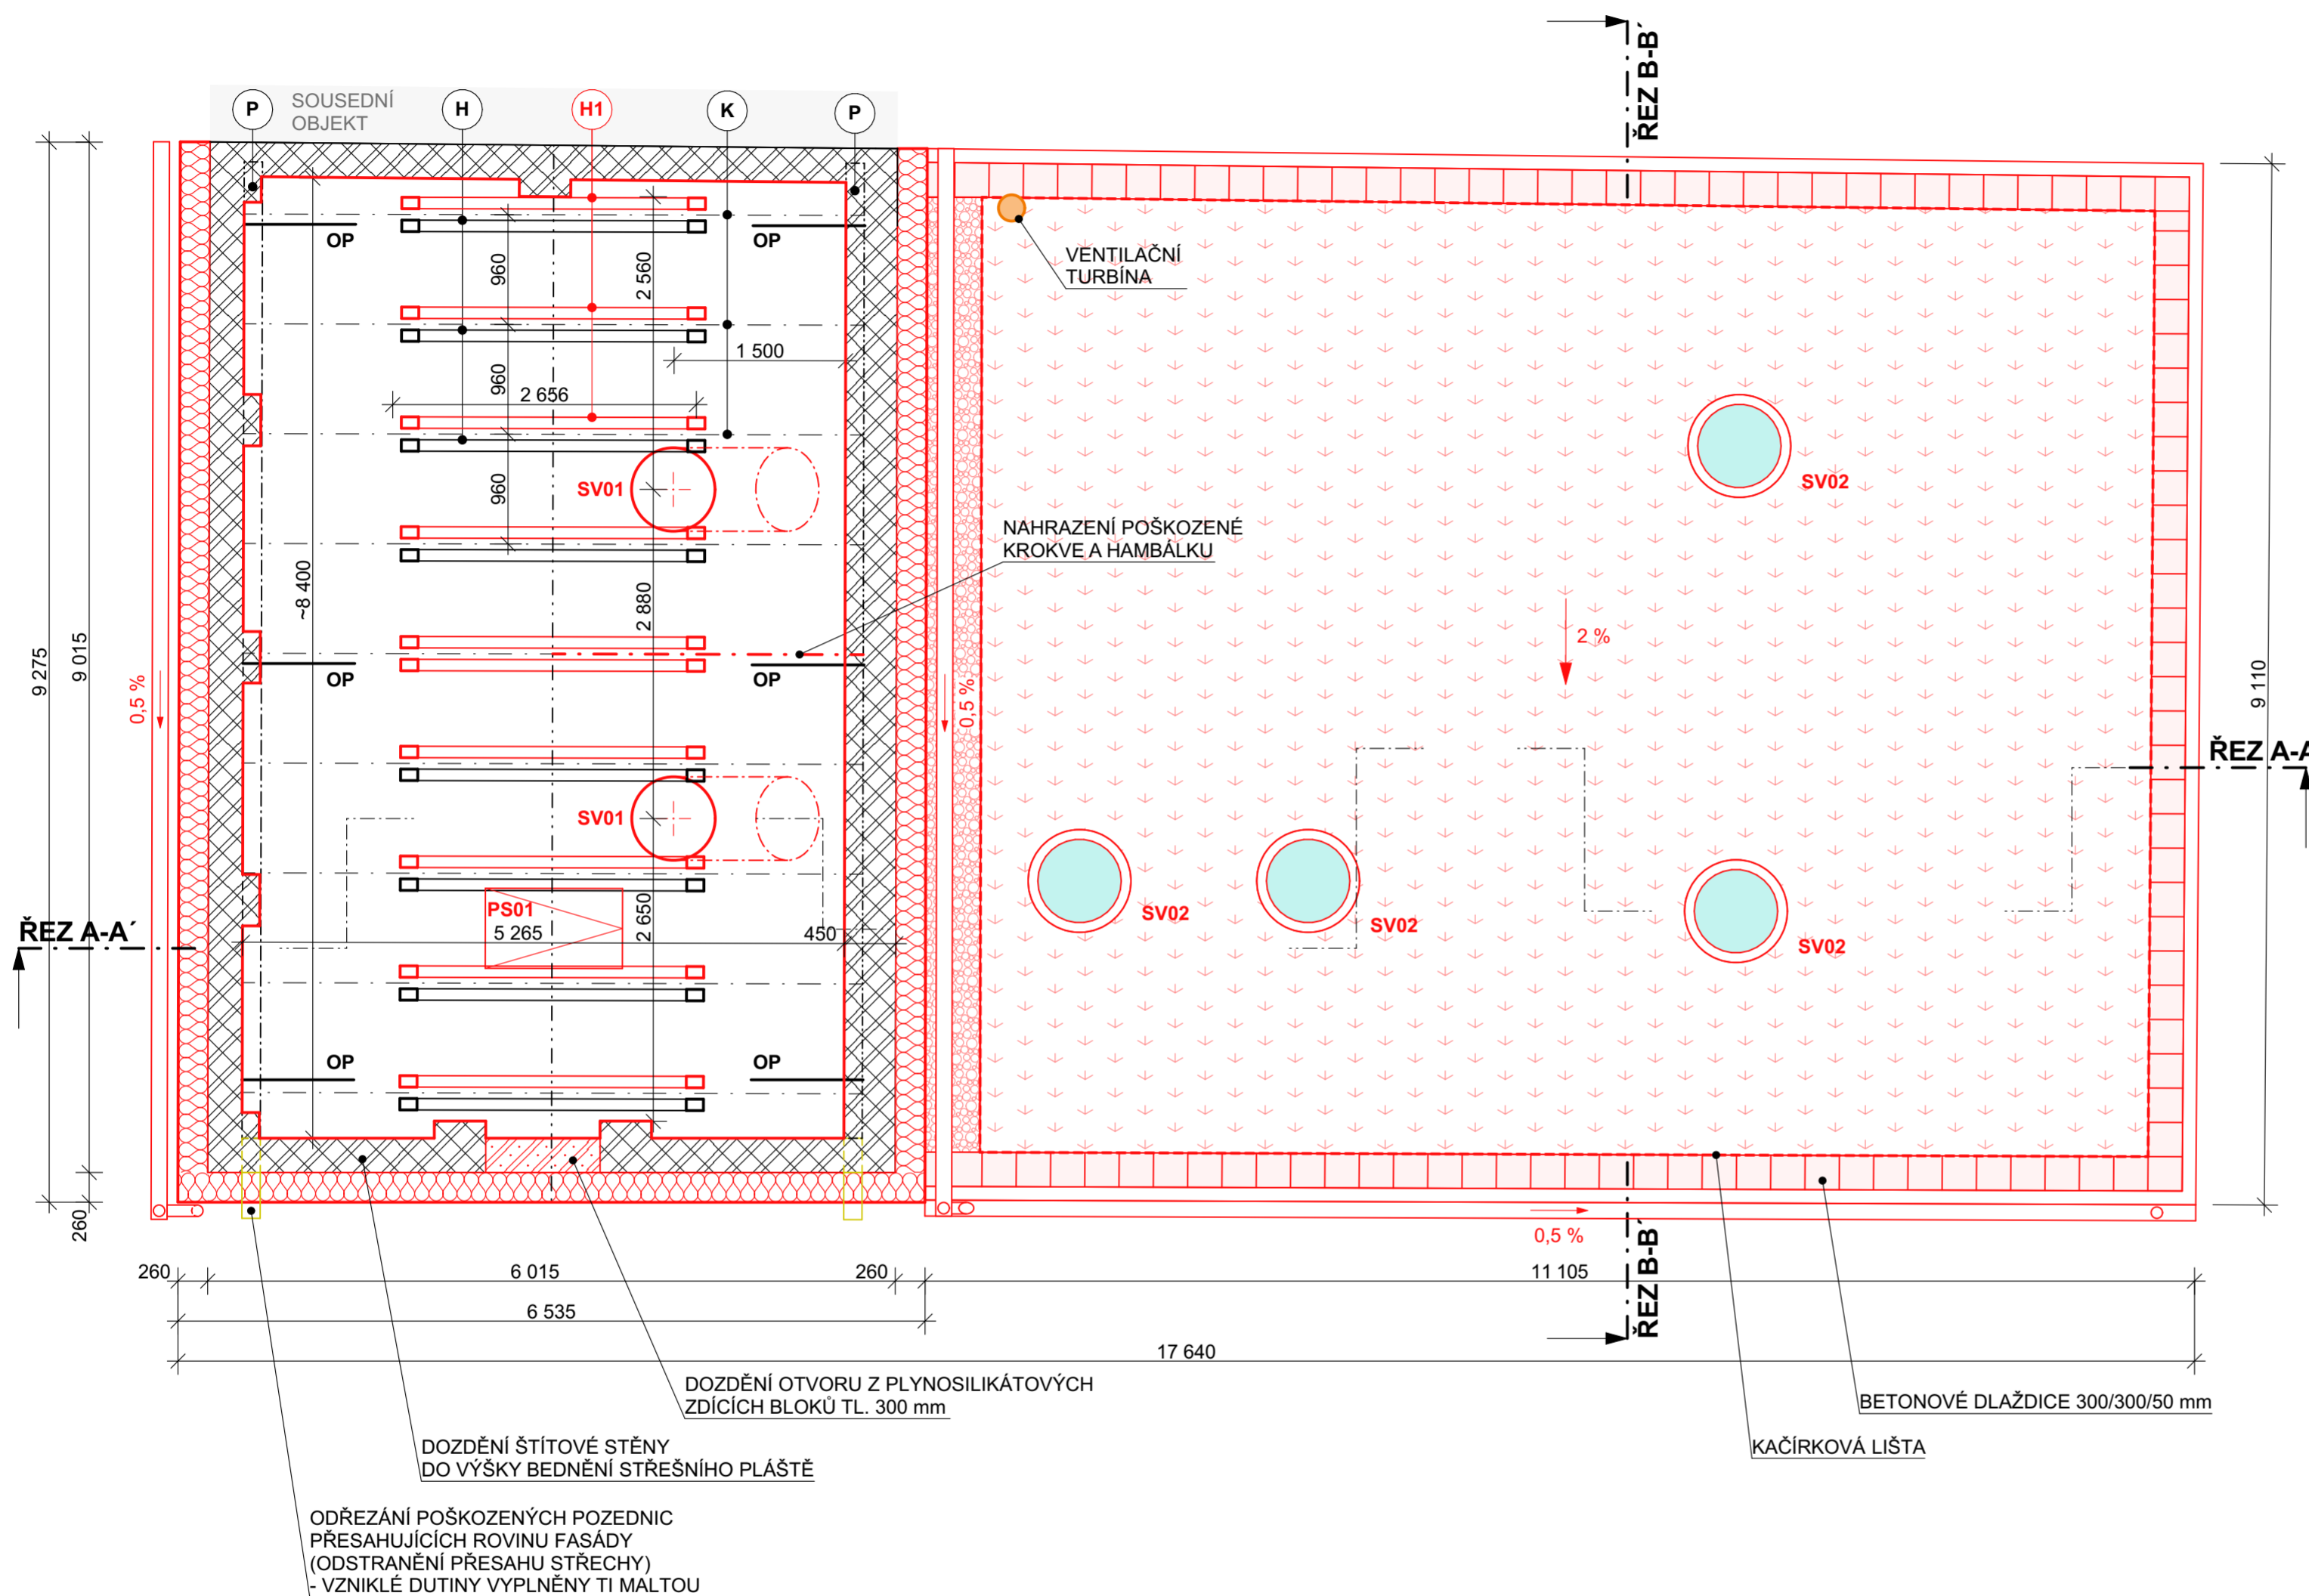 ŘEZ B-B´
P
SOUSEDNÍ
OBJEKT
H
H1
K
P
OP
OP
960
2 560
VENTILAČNÍ
TURBÍNA
1 500
960
2 656
SV01
960
SV02
NAHRAZENÍ POŠKOZENÉ
KROKVE A HAMBÁLKU
~8 400
2 880
2 %
9 275
9 015
OP
OP
0,5 %
0,5 %
9 110
ŘEZ A-A
SV01
PS01
5 265
2 650
450
SV02
SV02
SV02
ŘEZ A-A´
OP
OP
260
0,5 %
ŘEZ B-B´
260
6 015
260
11 105
6 535
17 640
DOZDĚNÍ OTVORU Z PLYNOSILIKÁTOVÝCH
ZDÍCÍCH BLOKŮ TL. 300 mm
BETONOVÉ DLAŽDICE 300/300/50 mm
DOZDĚNÍ ŠTÍTOVÉ STĚNY
DO VÝŠKY BEDNĚNÍ STŘEŠNÍHO PLÁŠTĚ
KAČÍRKOVÁ LIŠTA
ODŘEZÁNÍ POŠKOZENÝCH POZEDNIC
PŘESAHUJÍCÍCH ROVINU FASÁDY
(ODSTRANĚNÍ PŘESAHU STŘECHY)
- VZNIKLÉ DUTINY VYPLNĚNY TI MALTOU